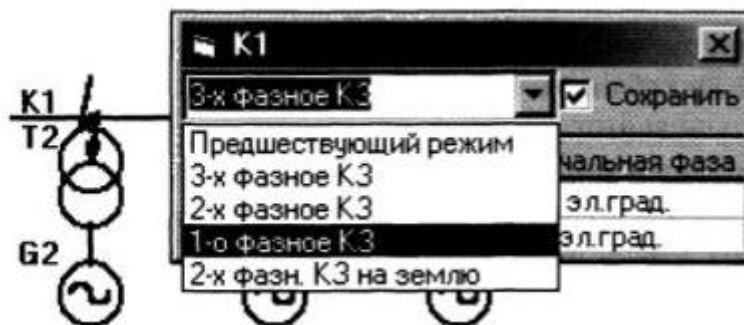 K1
3-х фазное КЗ
Сохранить
K1
T2
Предшествующий режим
3-х фазное КЗ
чальная фаза
2-х фазное КЗ
эл.град.
1-о фазное КЗ
эл.град.
G2
2-х фазн. КЗ на землю